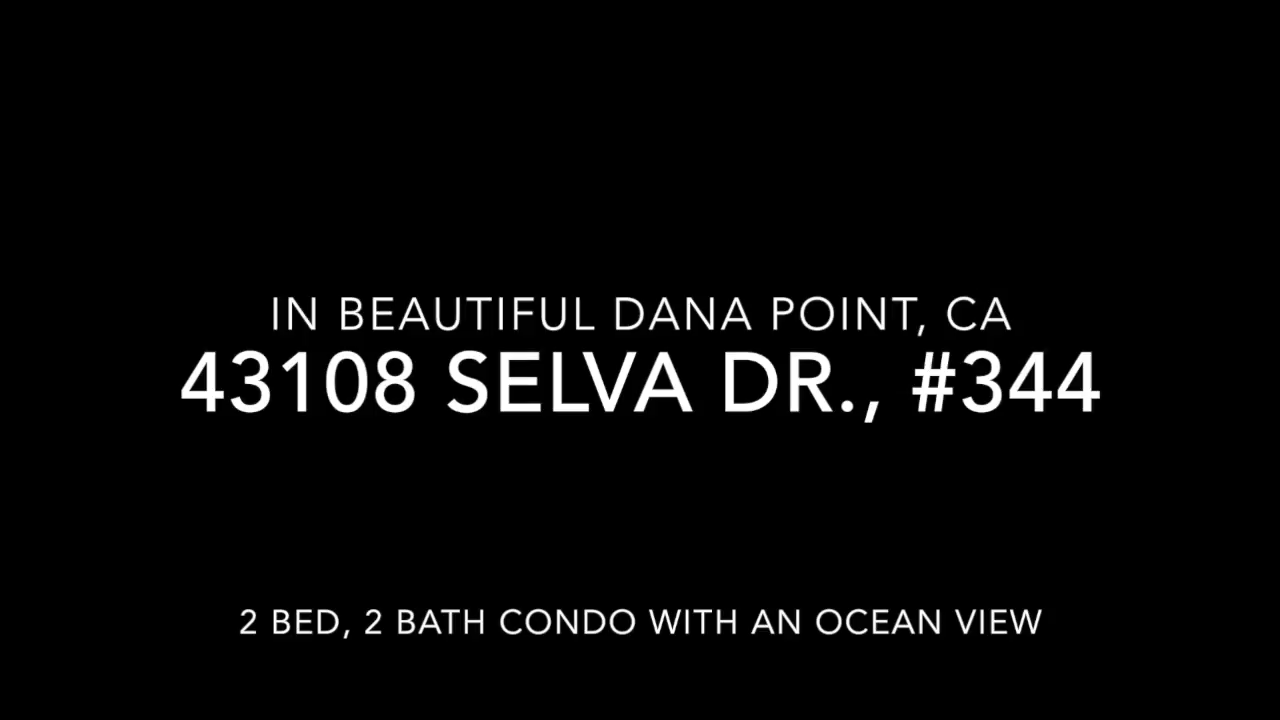 IN BEAUTIFUL DANA POINT, CA
43108 SELVA DR., #344
2 BED, 2 BATH CONDO WITH AN OCEAN VIEW